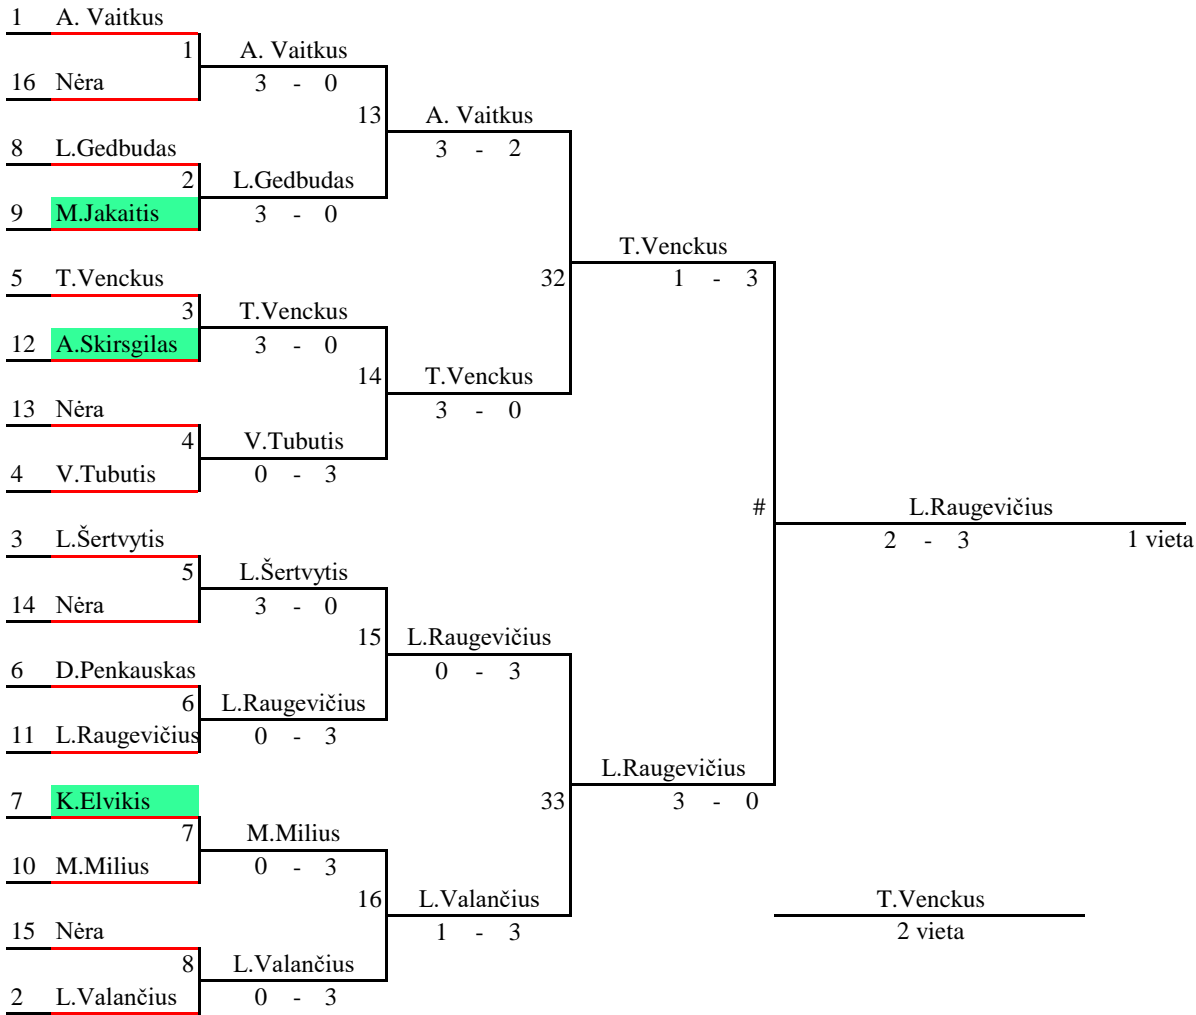 1 A. Vaitkus
1 A. Vaitkus
16 Nėra 3 - 0
13 A. Vaitkus
8 L.Gedbudas 3 - 2
2 L.Gedbudas
9 M.Jakaitis 3 - 0
T.Venckus
5 T.Venckus 32 1 - 3
3 T.Venckus
12 A.Skirsgilas 3 - 0
14 T.Venckus
13 Nėra 3 - 0
4 V.Tubutis
4 V.Tubutis 0 - 3
# L.Raugevičius
3 L.Šertvytis 2 - 3 1 vieta
5 L.Šertvytis
14 Nėra 3 - 0
15 L.Raugevičius
6 D.Penkauskas 0 - 3
6 L.Raugevičius
11 L.Raugevičius 0 - 3
L.Raugevičius
7 K.Elvikis 33 3 - 0
7 M.Milius
10 M.Milius 0 - 3
16 L.Valančius T.Venckus
15 Nėra 1 - 3 2 vieta
8 L.Valančius
2 L.Valančius 0 - 3